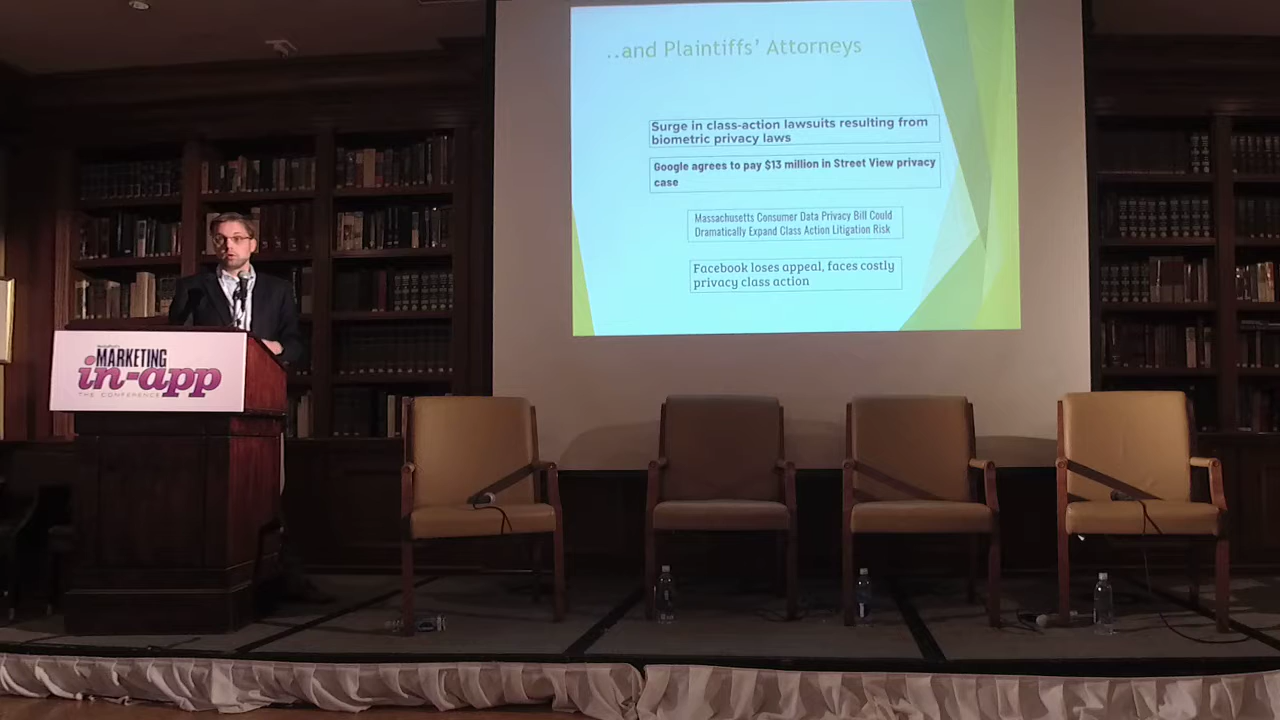 ..and Plaintiffs’ Attorneys
Surge in class-action lawsuits resulting from
biometric privacy laws
Google agrees to pay $13 million in Street View privacy
case
Massachusetts Consumer Data Privacy Bill Could
Dramatically Expand Class Action Litigation Risk
Facebook loses appeal, faces costly
privacy class action
MARKETING
in-app
THE CONFERENCE